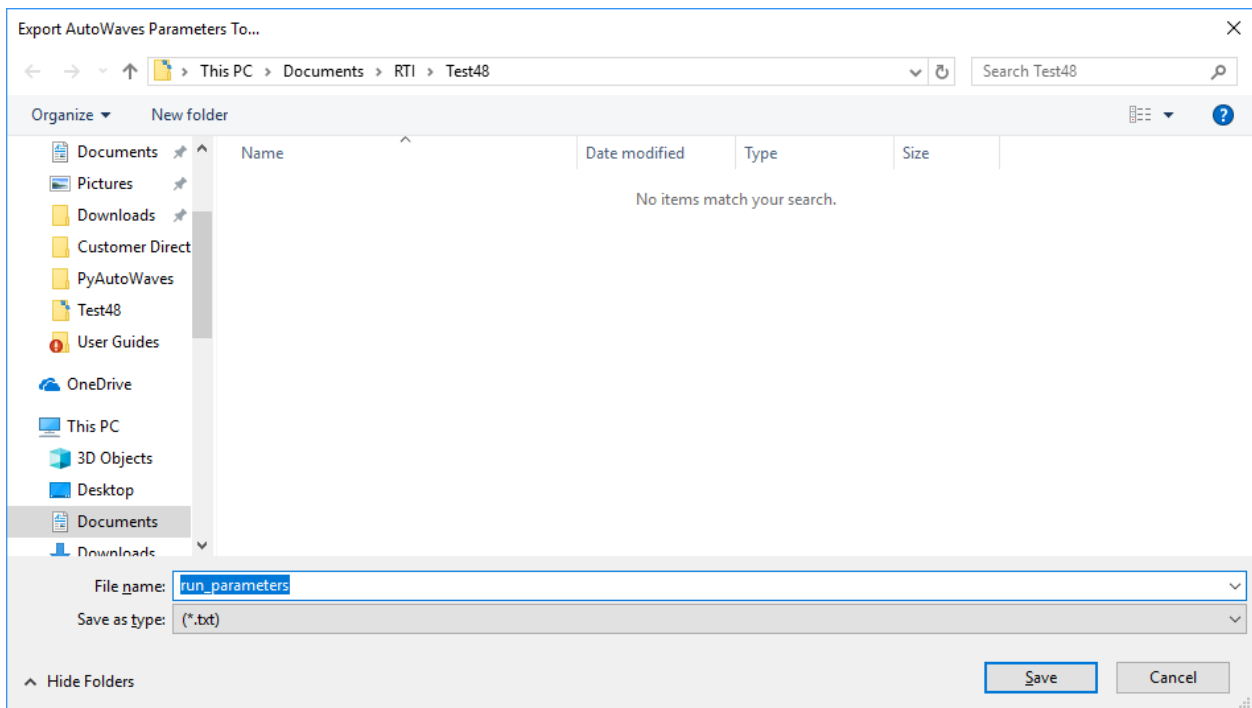 Export AutoWaves Parameters To...
This PC > Documents > RTI > Test48
Search Test48
Organize
New folder
Name
Date modified
Type
Size
No items match your search.
Documents
Pictures
Downloads
Customer Direct
PyAutoWaves
Test48
User Guides
OneDrive
This PC
3D Objects
Desktop
Documents
Downloads
File name: run_parameters
Save as type: (*.txt)
Hide Folders
Save
Cancel